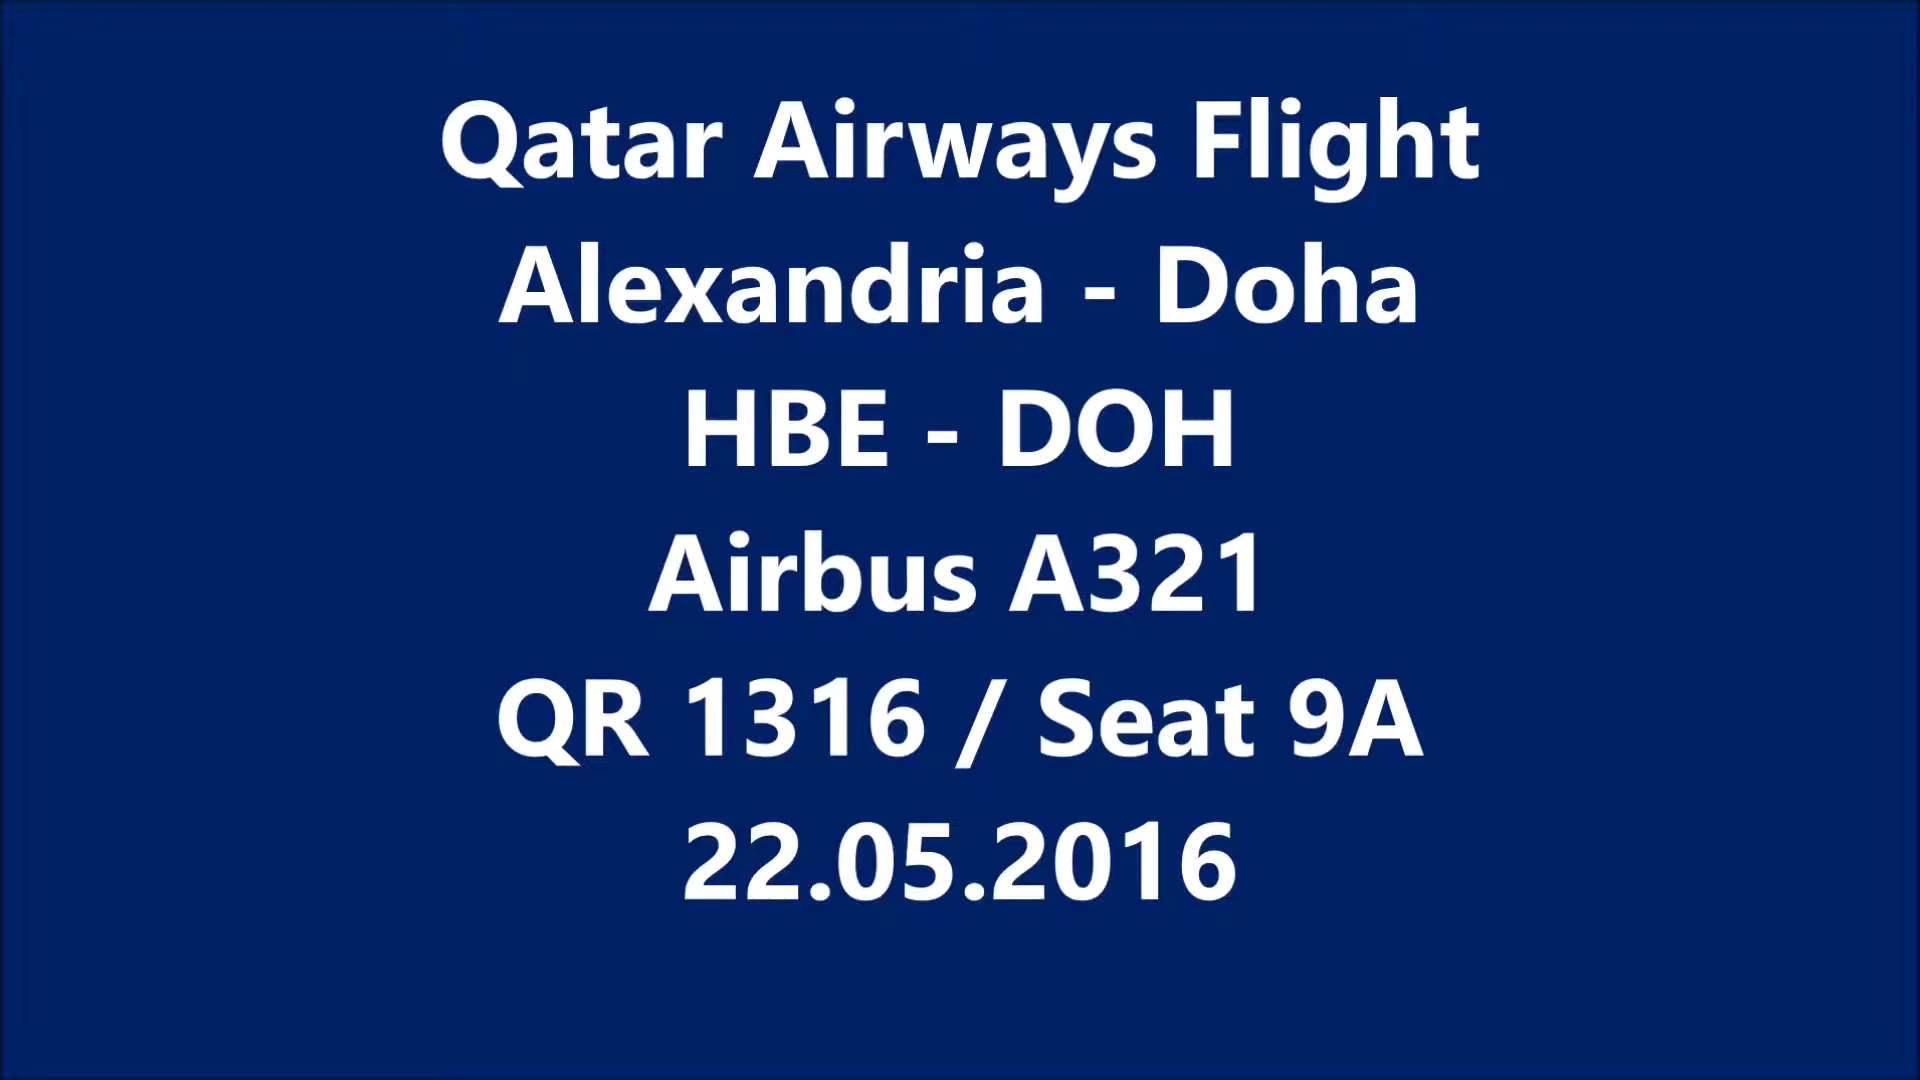 Qatar Airways Flight
Alexandria - Doha
HBE - DOH
Airbus A321
QR 1316 / Seat 9A
22.05.2016